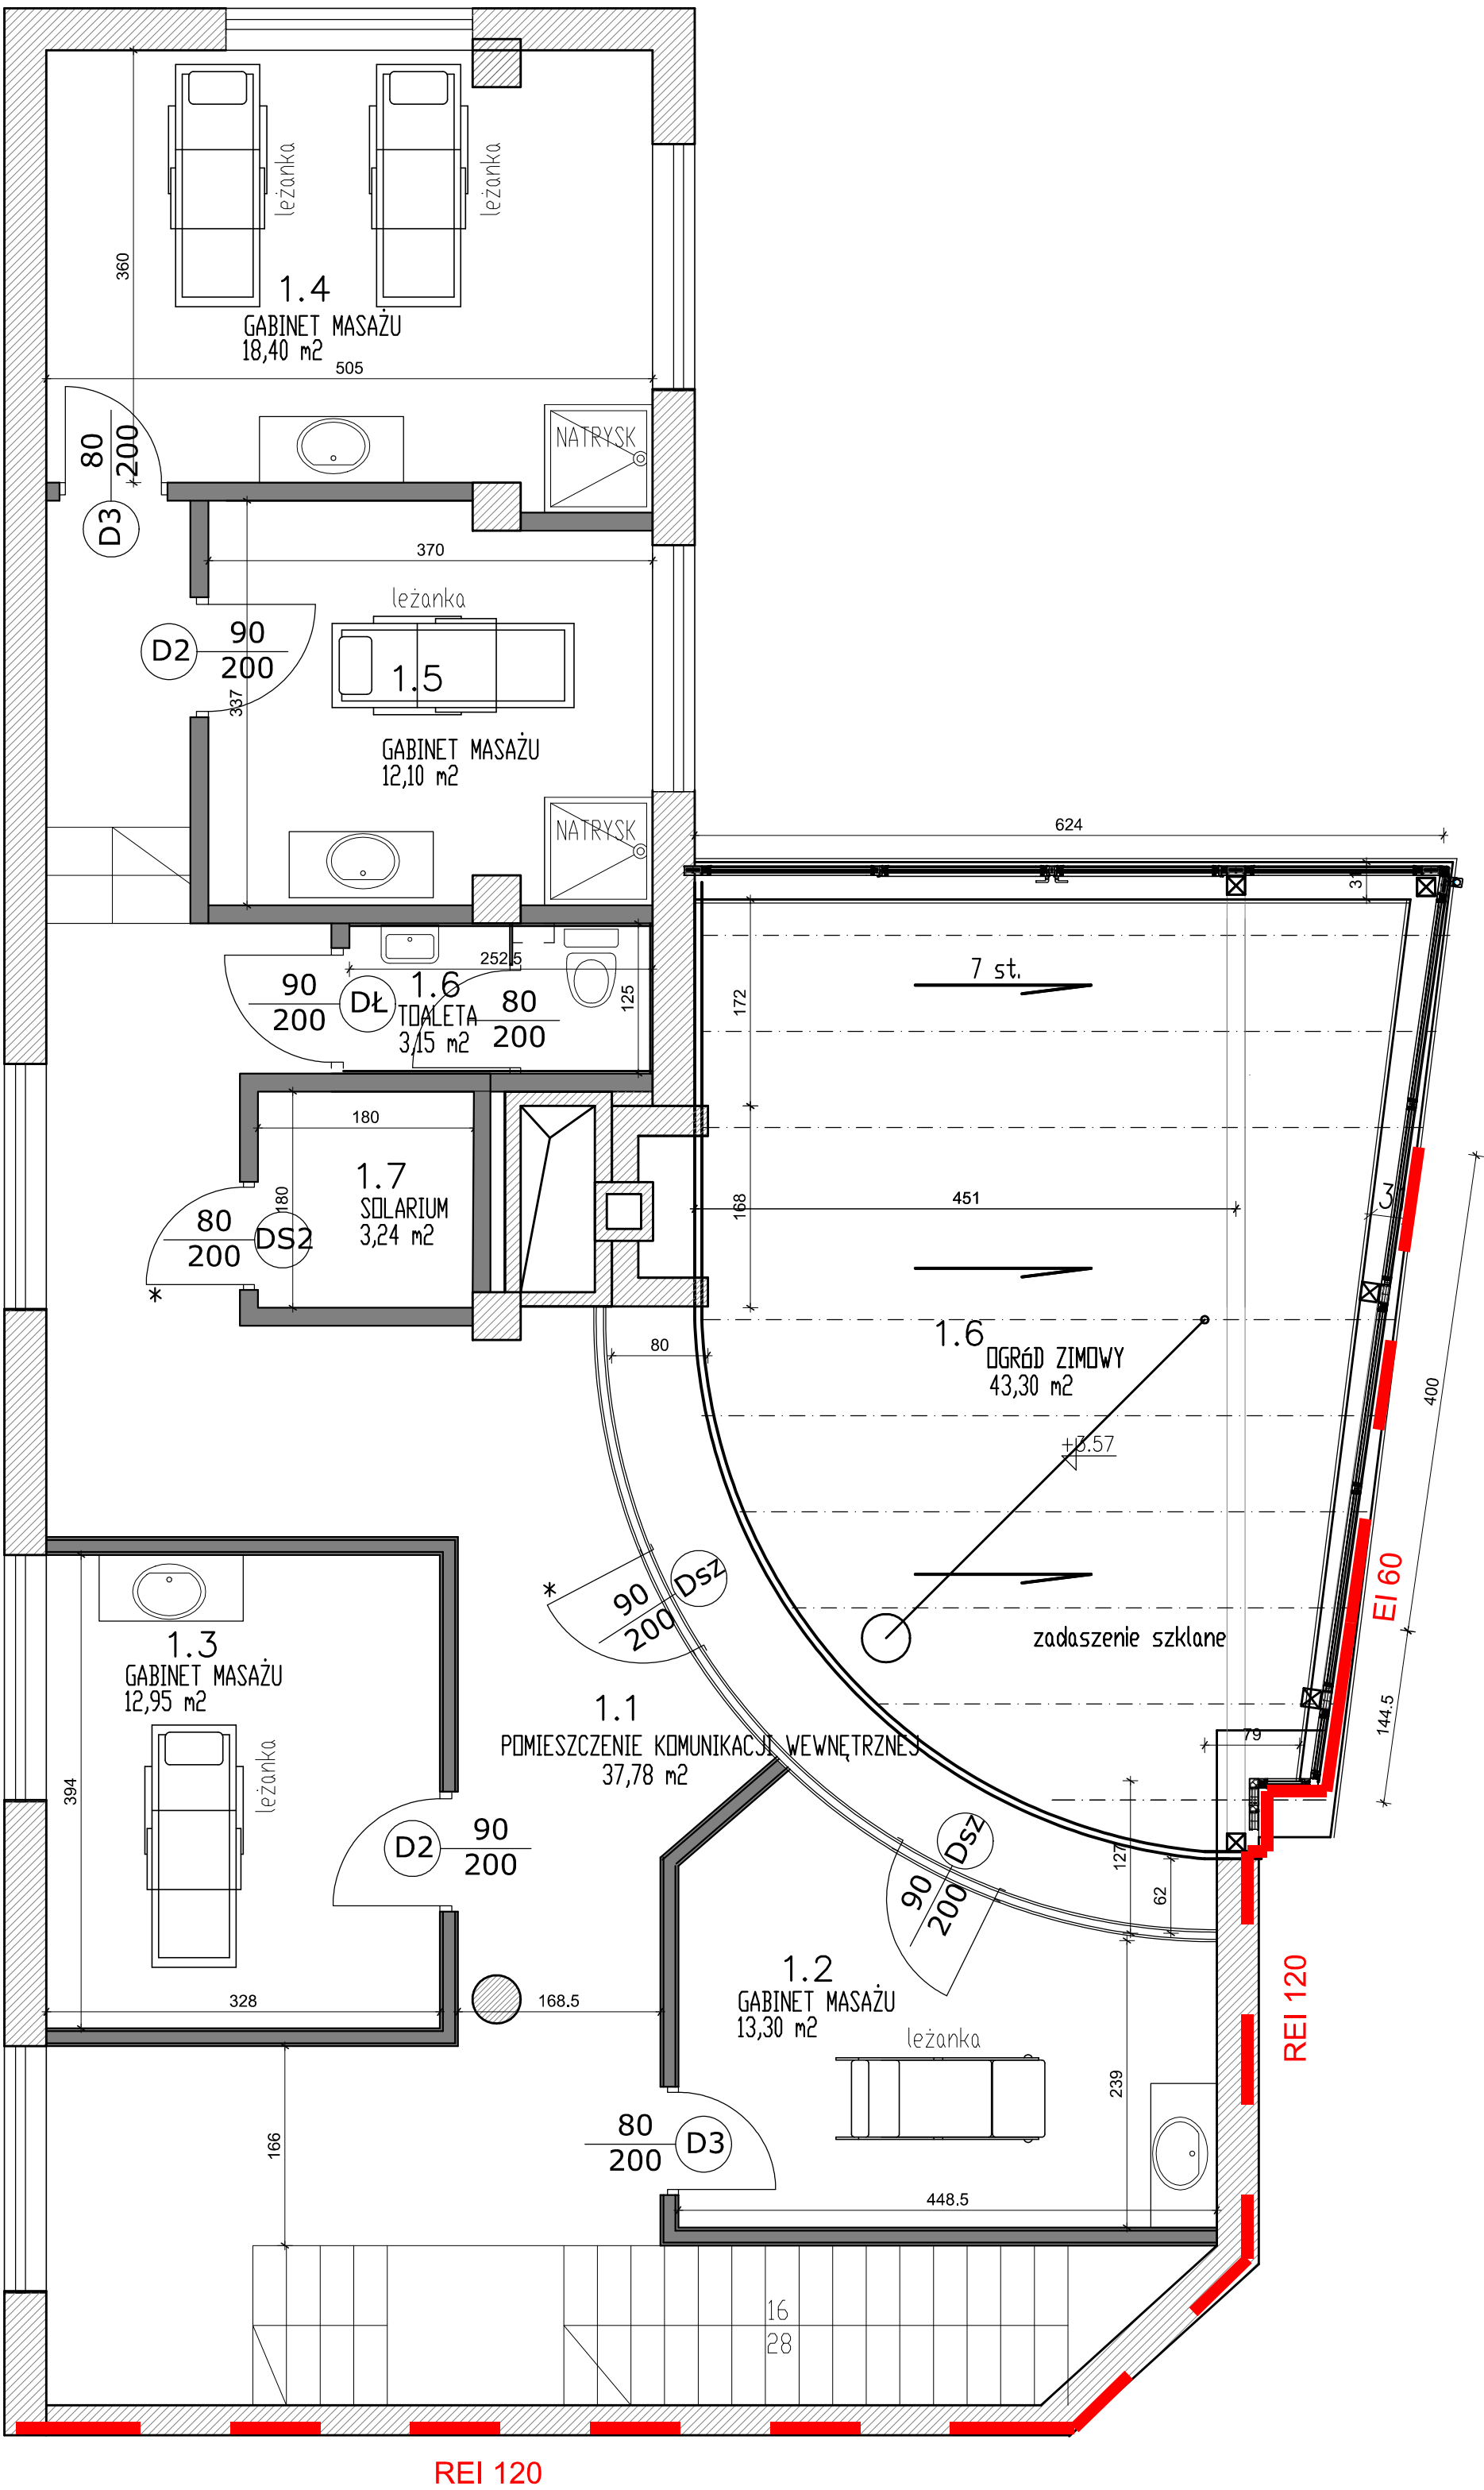 leżanka
leżanka
360
1.4
GABINET MASAŻU
18,40 m2
505
80
200
D3
NATRYSK
370
leżanka
D2
90
200
337
1.5
GABINET MASAŻU
12,10 m2
NATRYSK
624
31
252.5
90
200
DŁ
1.6
TOALETA
3,15 m2
80
200
125
172
7 st.
180
180
1.7
SOLARIUM
3,24 m2
80
200
DS2
*
168
451
3
80
1.6
OGRÓD ZIMOWY
43,30 m2
+3.57
400
EI 60
zadaszenie szklane
144.5
79
*
90
200
Dsz
1.3
GABINET MASAŻU
12,95 m2
leżanka
394
1.1
POMIESZCZENIE KOMUNIKACJI WEWNĘTRZNEJ
37,78 m2
D2
90
200
90
200
Dsz
127
62
328
168.5
1.2
GABINET MASAŻU
13,30 m2
leżanka
REI 120
239
166
80
200
D3
448.5
16
28
REI 120